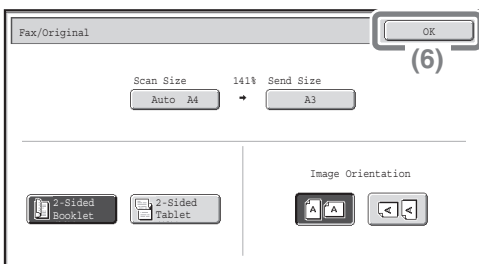 Fax/Original
OK
(6)
Scan Size 141% Send Size
Auto A4 → A3
Image Orientation
2-Sided
Booklet
2-Sided
Tablet
A A A A